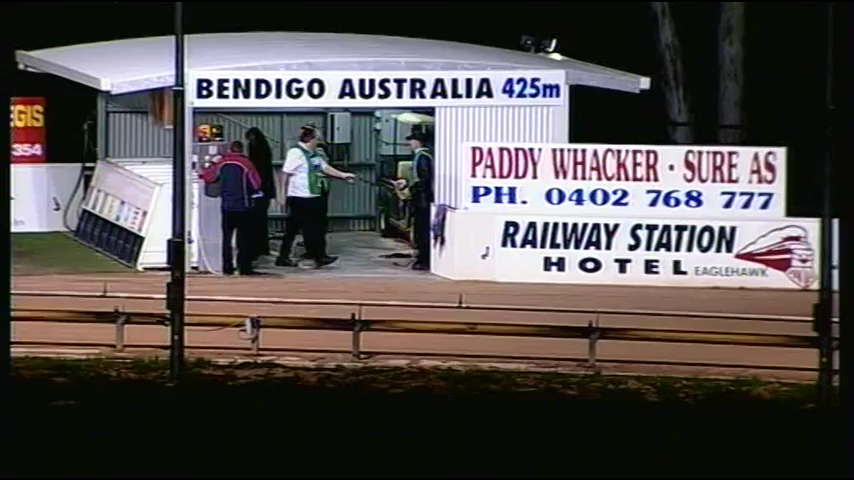 BENDIGO AUSTRALIA 425m
EGIS
354
PADDY WHACKER · SURE AS
PH. 0402 768 777
RAILWAY STATION
HOTEL EAGLEHAWK